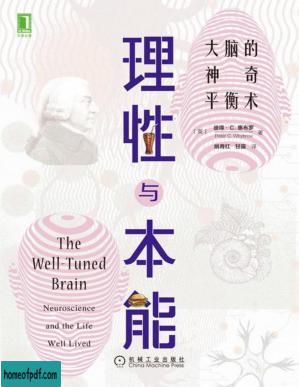 大脑的
神奇
平衡术
[英] 彼得·C. 惠布罗 著
Peter C. Whybrow
译
理性
与
本能
The
Well-Tuned
Brain
Neuroscience
and the Life
Well Lived
机械工业出版社
China Machine Press
homeofpdf.com